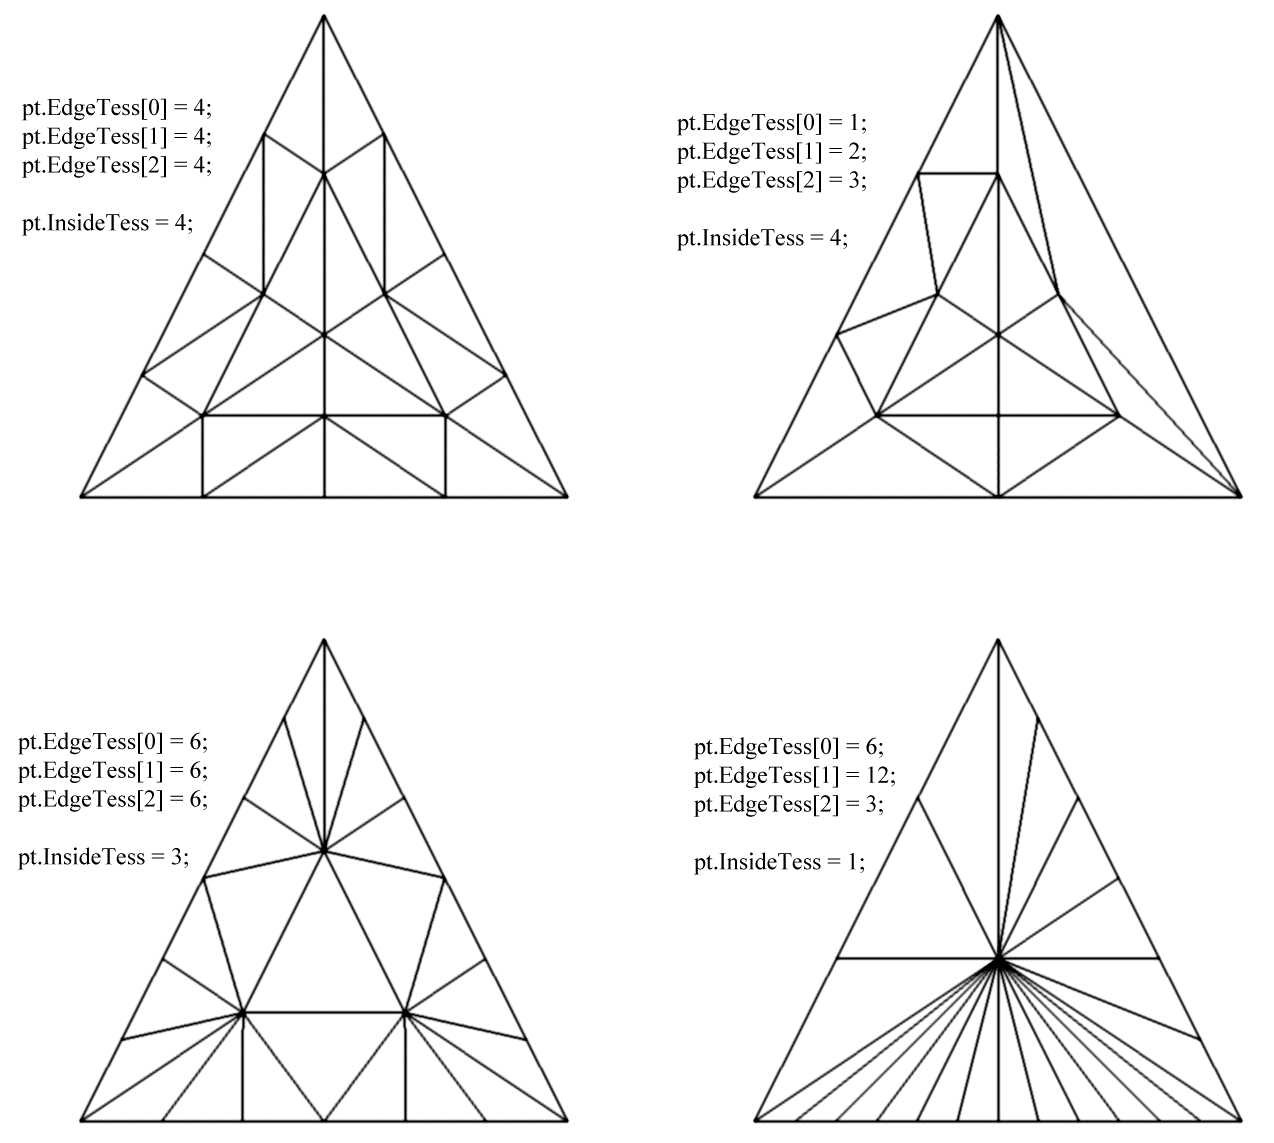 pt.EdgeTess[0] = 4;
pt.EdgeTess[1] = 4;
pt.EdgeTess[2] = 4;
pt.InsideTess = 4;
pt.EdgeTess[0] = 1;
pt.EdgeTess[1] = 2;
pt.EdgeTess[2] = 3;
pt.InsideTess = 4;
pt.EdgeTess[0] = 6;
pt.EdgeTess[1] = 6;
pt.EdgeTess[2] = 6;
pt.InsideTess = 3;
pt.EdgeTess[0] = 6;
pt.EdgeTess[1] = 12;
pt.EdgeTess[2] = 3;
pt.InsideTess = 1;